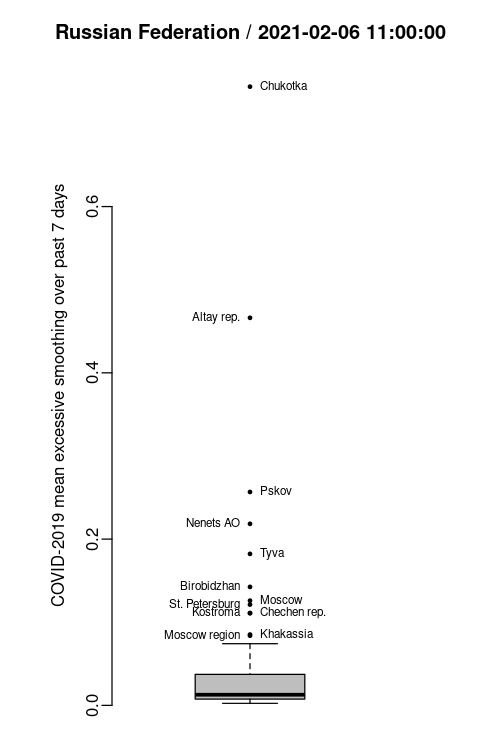 Russian Federation / 2021-02-06 11:00:00
COVID-2019 mean excessive smoothing over past 7 days
0.6
0.4
0.2
0.0
Chukotka
Altay rep.
Pskov
Nenets AO
Tyva
Birobidzhan
Moscow
St. Petersburg
Kostroma
Chechen rep.
Moscow region
Khakassia